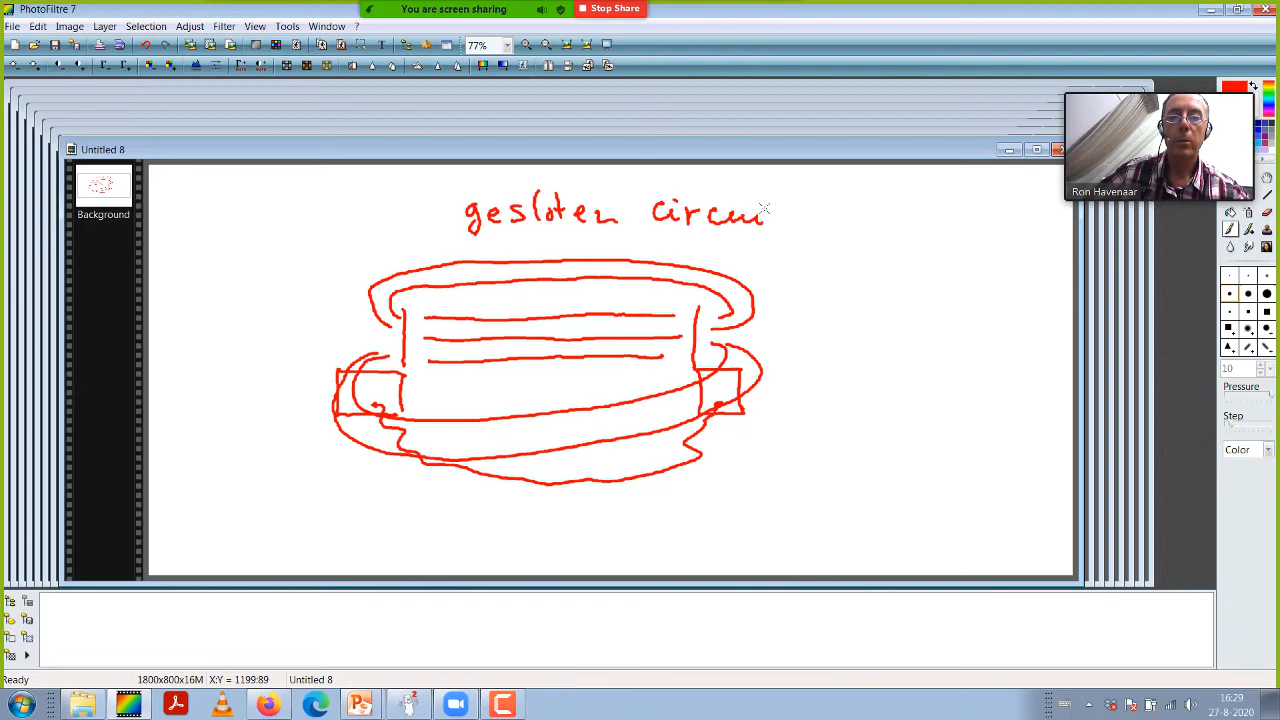 PhotoFiltre 7
You are screen sharing
Stop Share
File Edit Image Layer Selection Adjust Filter View Tools Window ?
77%
Untitled 8
Ron Havenaar
Background
gesloten circui
10
Pressure
Step
Color
Ready 1800x800x16M X:Y = 1199:89 Untitled 8
16:29
27-8-2020